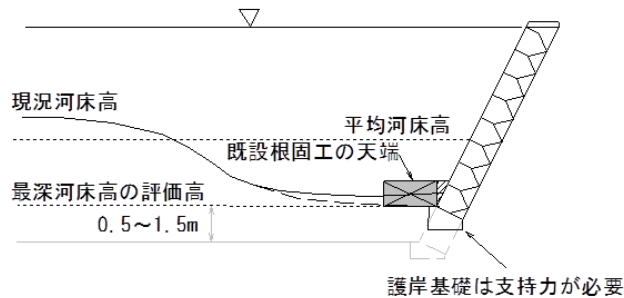 現況河床高
平均河床高
既設根固工の天端
最深河床高の評価高
0.5～1.5m
護岸基礎は支持力が必要